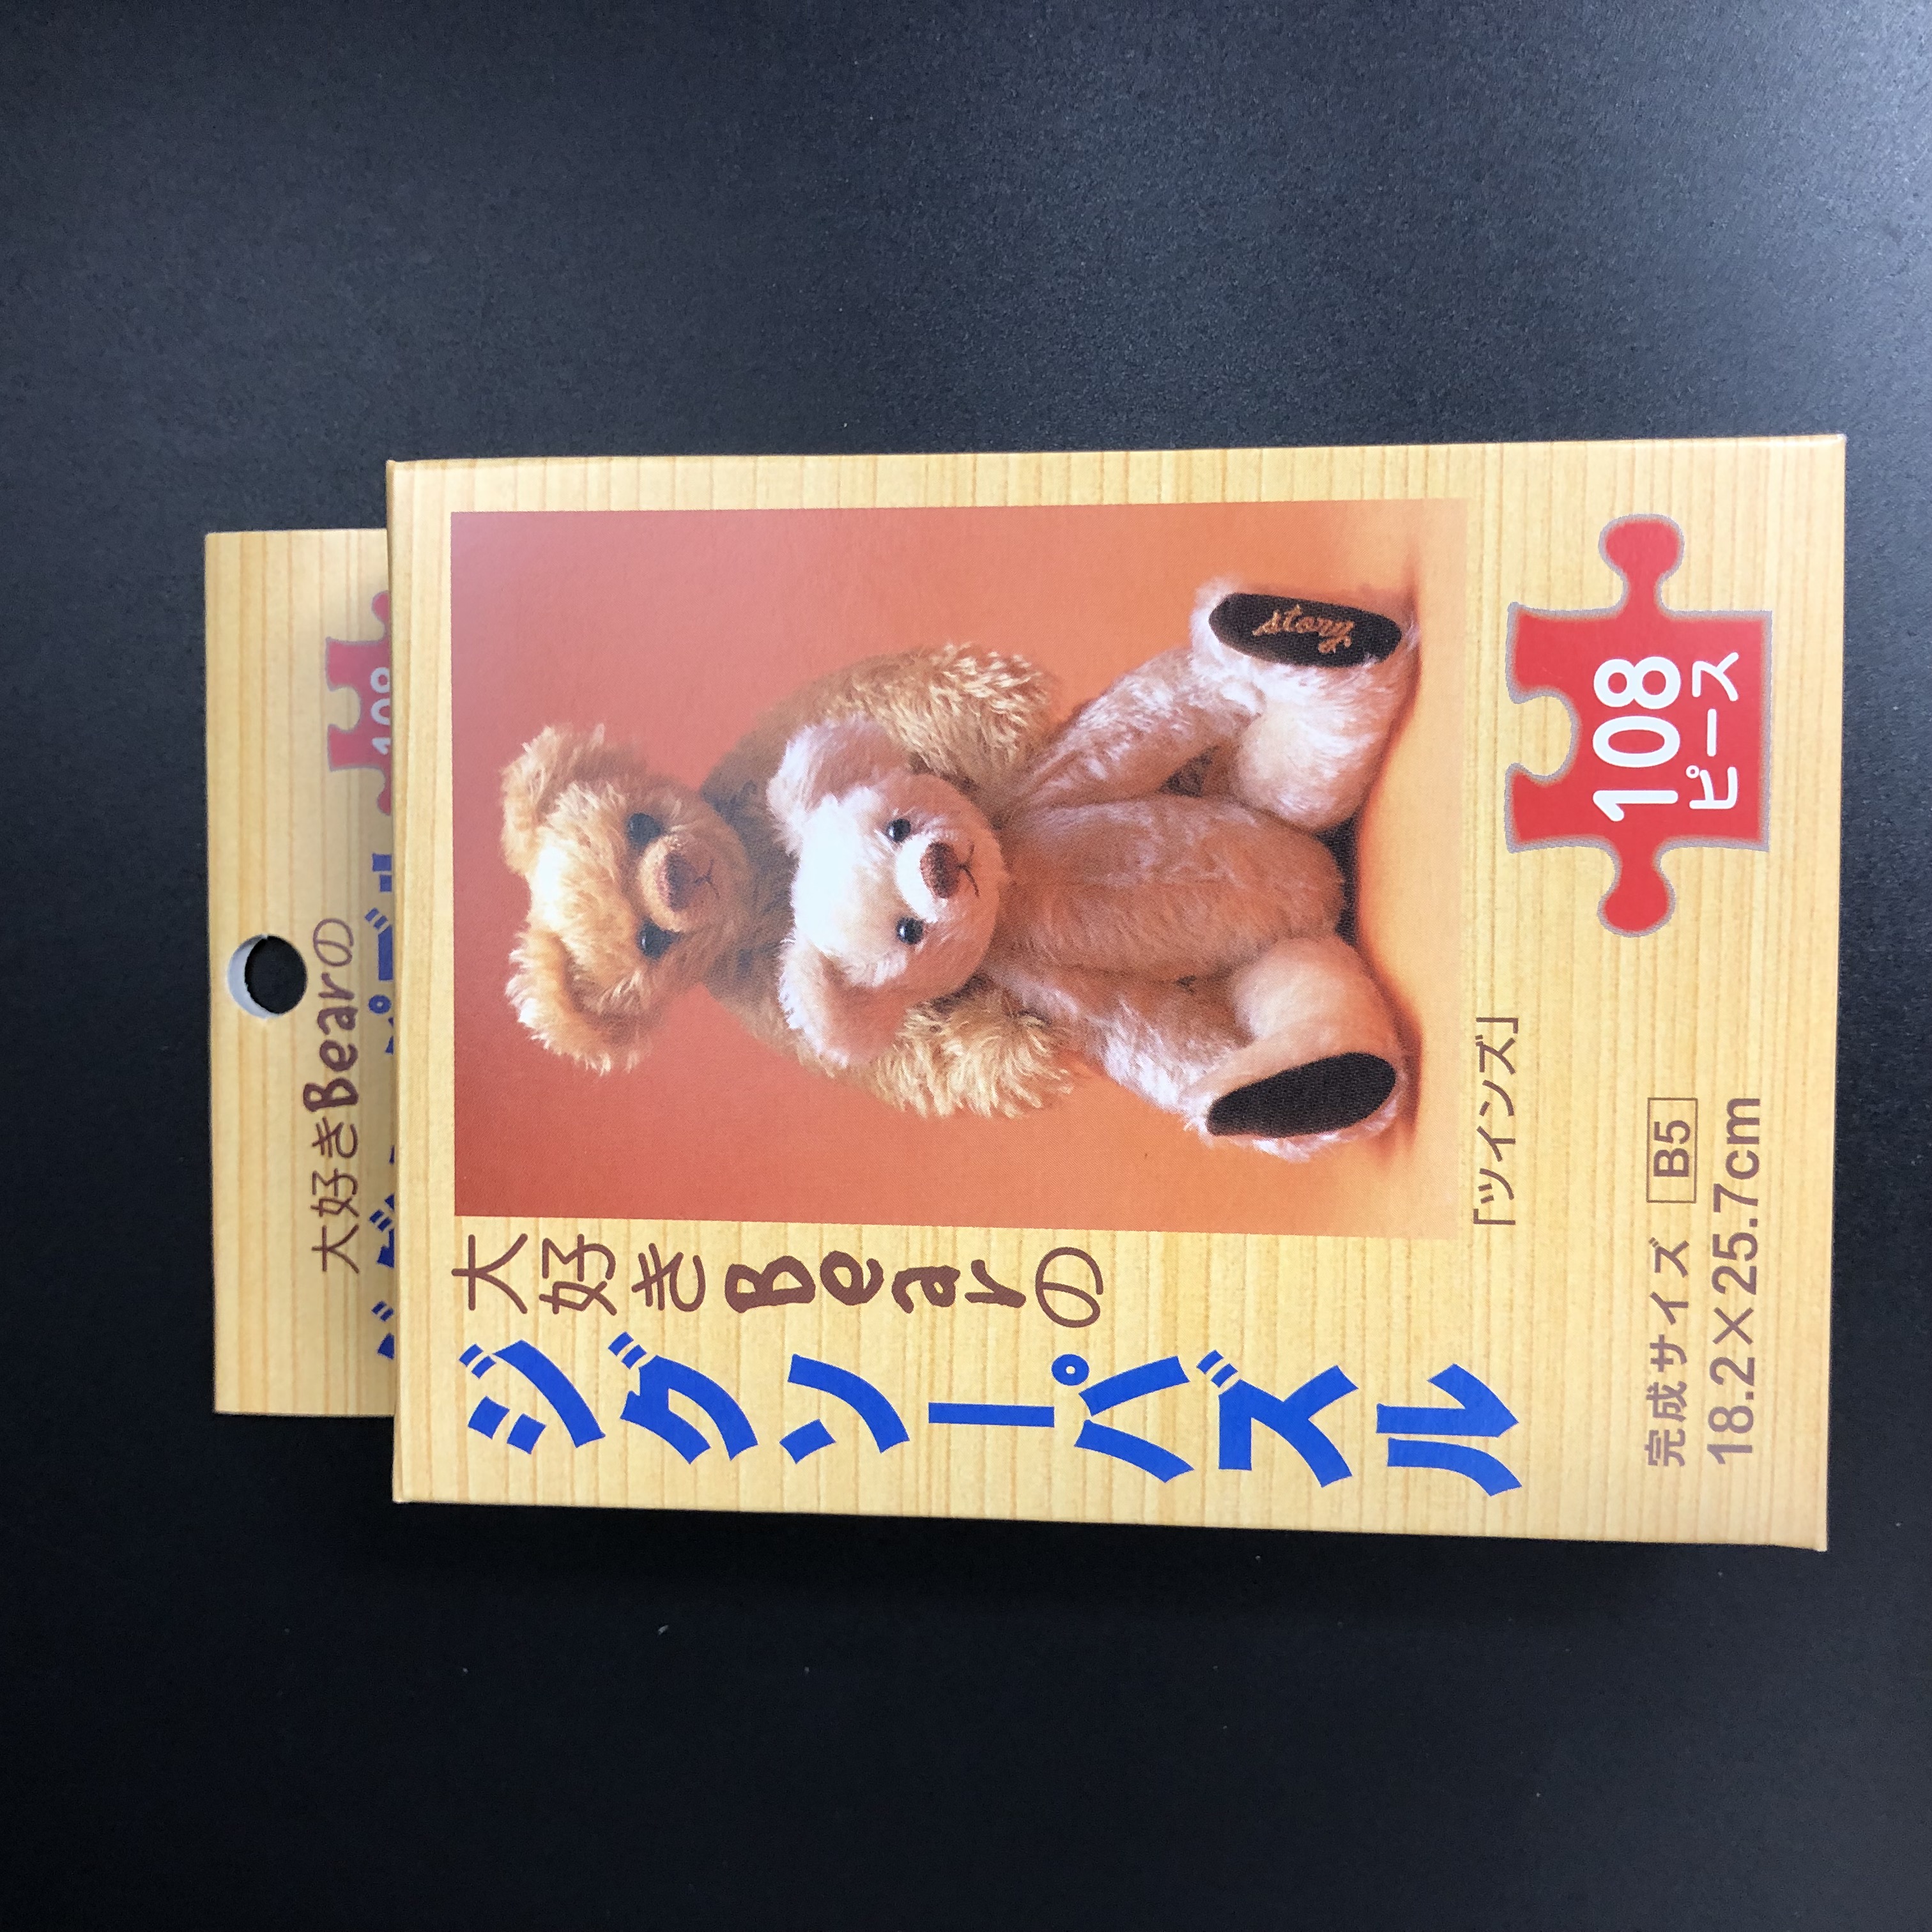 大好きBearの
108
大好きBearの
ジグソーパズル
story
「ツインズ」
完成サイズ B5
18.2×25.7cm
108
ピース